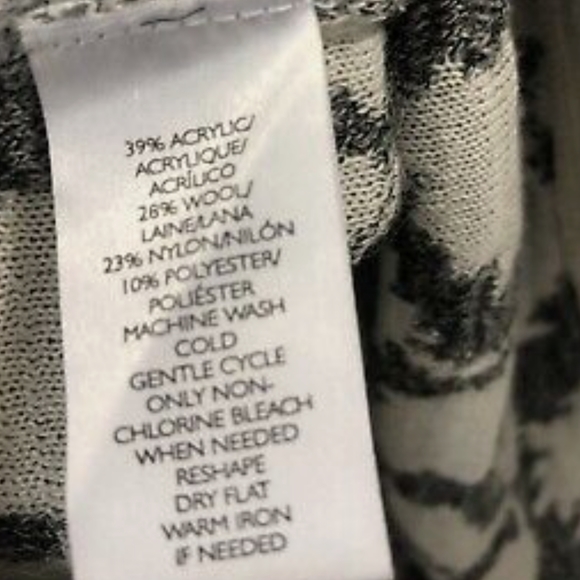 39% ACRYLIC/
ACRYLIQUE/
ACRÍLICO
28% WOOL/
LAINE/LANA
23% NYLON/NILÓN
10% POLYESTER/
POLIÉSTER
MACHINE WASH
COLD
GENTLE CYCLE
ONLY NON-
CHLORINE BLEACH
WHEN NEEDED
RESHAPE
DRY FLAT
WARM IRON
IF NEEDED